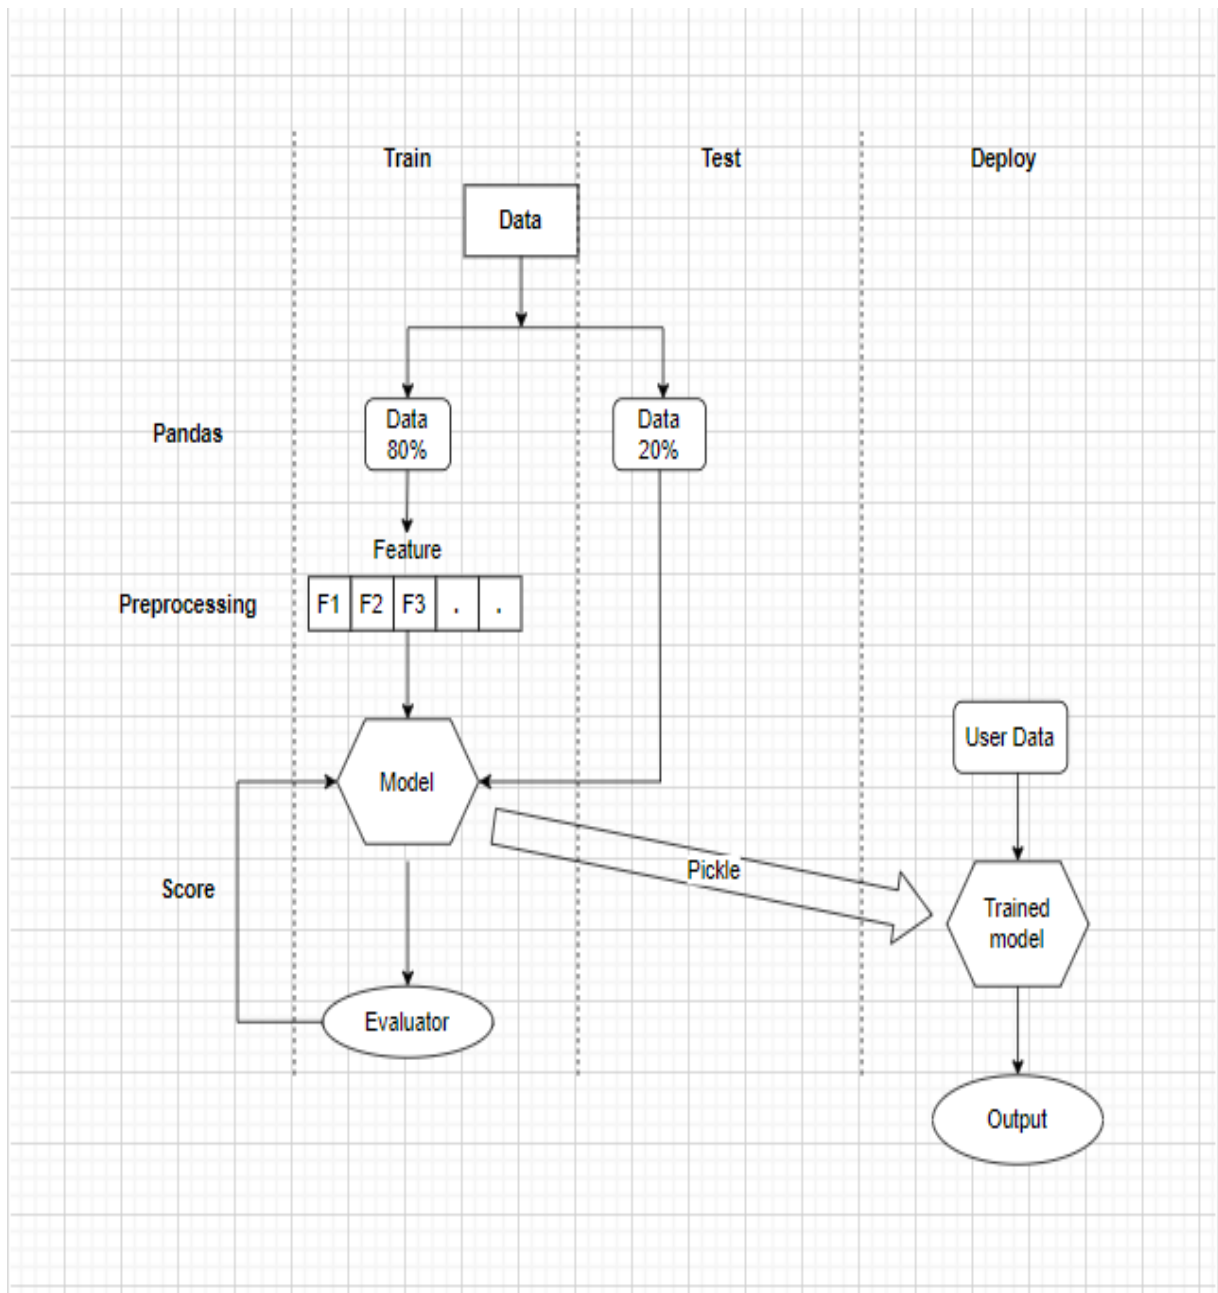 Train
Test
Deploy
Data
Pandas
Data
80%
Data
20%
Feature
Preprocessing
F1 F2 F3 . .
User Data
Model
Pickle
Score
Trained
model
Evaluator
Output